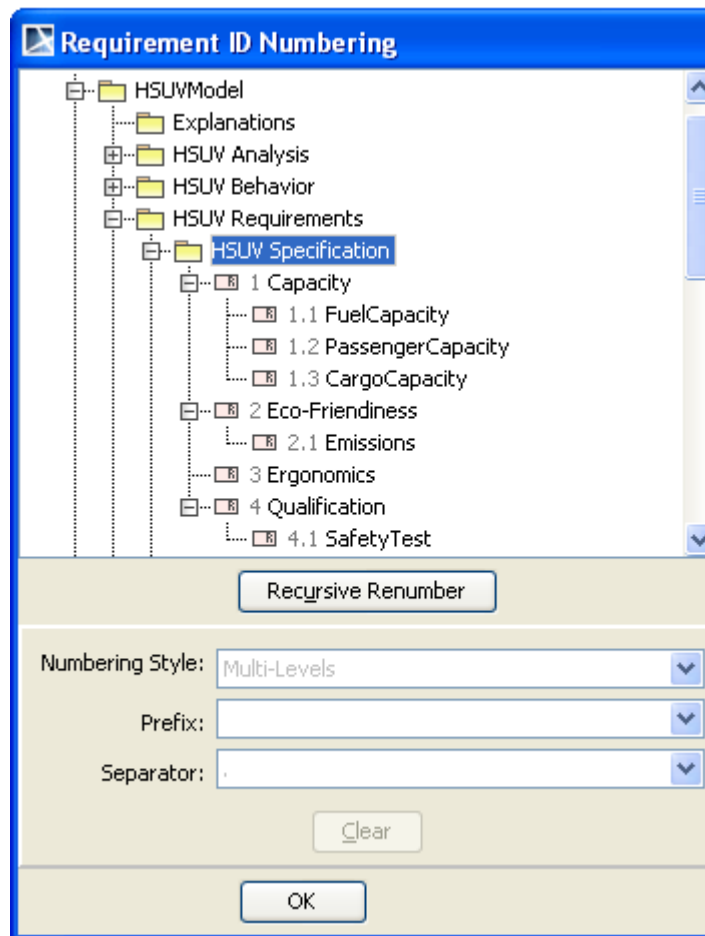 Requirement ID Numbering
HSUVModel
Explanations
HSUV Analysis
HSUV Behavior
HSUV Requirements
HSUV Specification
1 Capacity
1.1 FuelCapacity
1.2 PassengerCapacity
1.3 CargoCapacity
2 Eco-Friendiness
2.1 Emissions
3 Ergonomics
4 Qualification
4.1 SafetyTest
Recursive Renumber
Numbering Style: Multi-Levels
Prefix:
Separator: .
Clear
OK